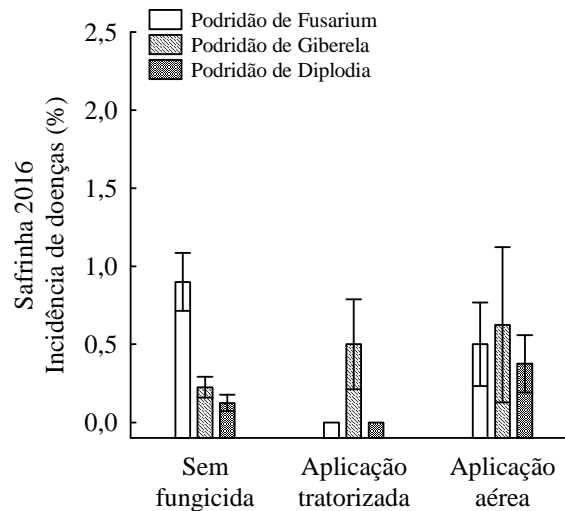 Podridão de Fusarium
Podridão de Giberela
Podridão de Diplodia
2,5
2,0
1,5
1,0
0,5
0,0
Safrinha 2016
Incidência de doenças (%)
Sem
fungicida
Aplicação
tratorizada
Aplicação
aérea